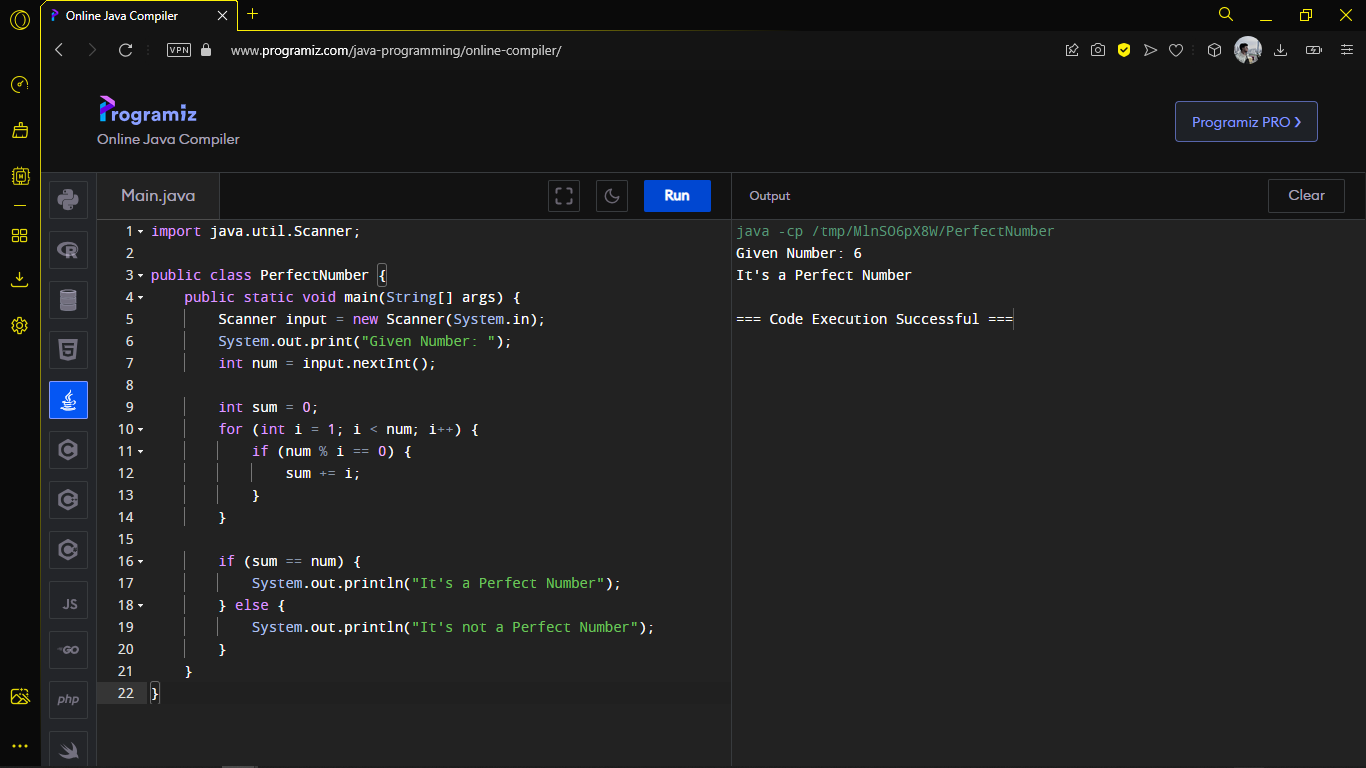 Online Java Compiler
VPN
www.programiz.com/java-programming/online-compiler/
Programiz
Online Java Compiler
Programiz PRO ❯
Main.java
Run
Output
Clear
1 import java.util.Scanner;
2
3 public class PerfectNumber {
4     public static void main(String[] args) {
5         Scanner input = new Scanner(System.in);
6         System.out.print("Given Number: ");
7         int num = input.nextInt();
8
9         int sum = 0;
10         for (int i = 1; i < num; i++) {
11             if (num % i == 0) {
12                 sum += i;
13             }
14         }
15
16         if (sum == num) {
17             System.out.println("It's a Perfect Number");
18         } else {
19             System.out.println("It's not a Perfect Number");
20         }
21     }
22 }
java -cp /tmp/MlnSO6pX8W/PerfectNumber
Given Number: 6
It's a Perfect Number
=== Code Execution Successful ===
JS
GO
php